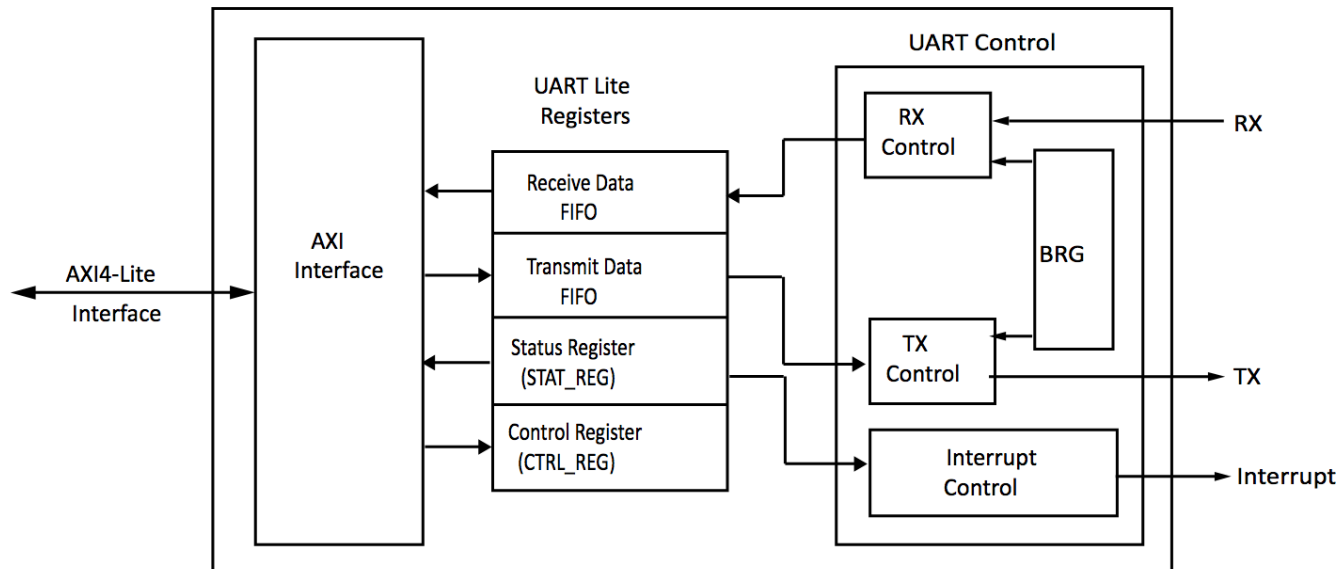 UART Control
UART Lite
Registers
RX
Control
RX
Receive Data
FIFO
AXI
Interface
AXI4-Lite
Interface
Transmit Data
FIFO
BRG
Status Register
(STAT_REG)
TX
Control
TX
Control Register
(CTRL_REG)
Interrupt
Control
Interrupt